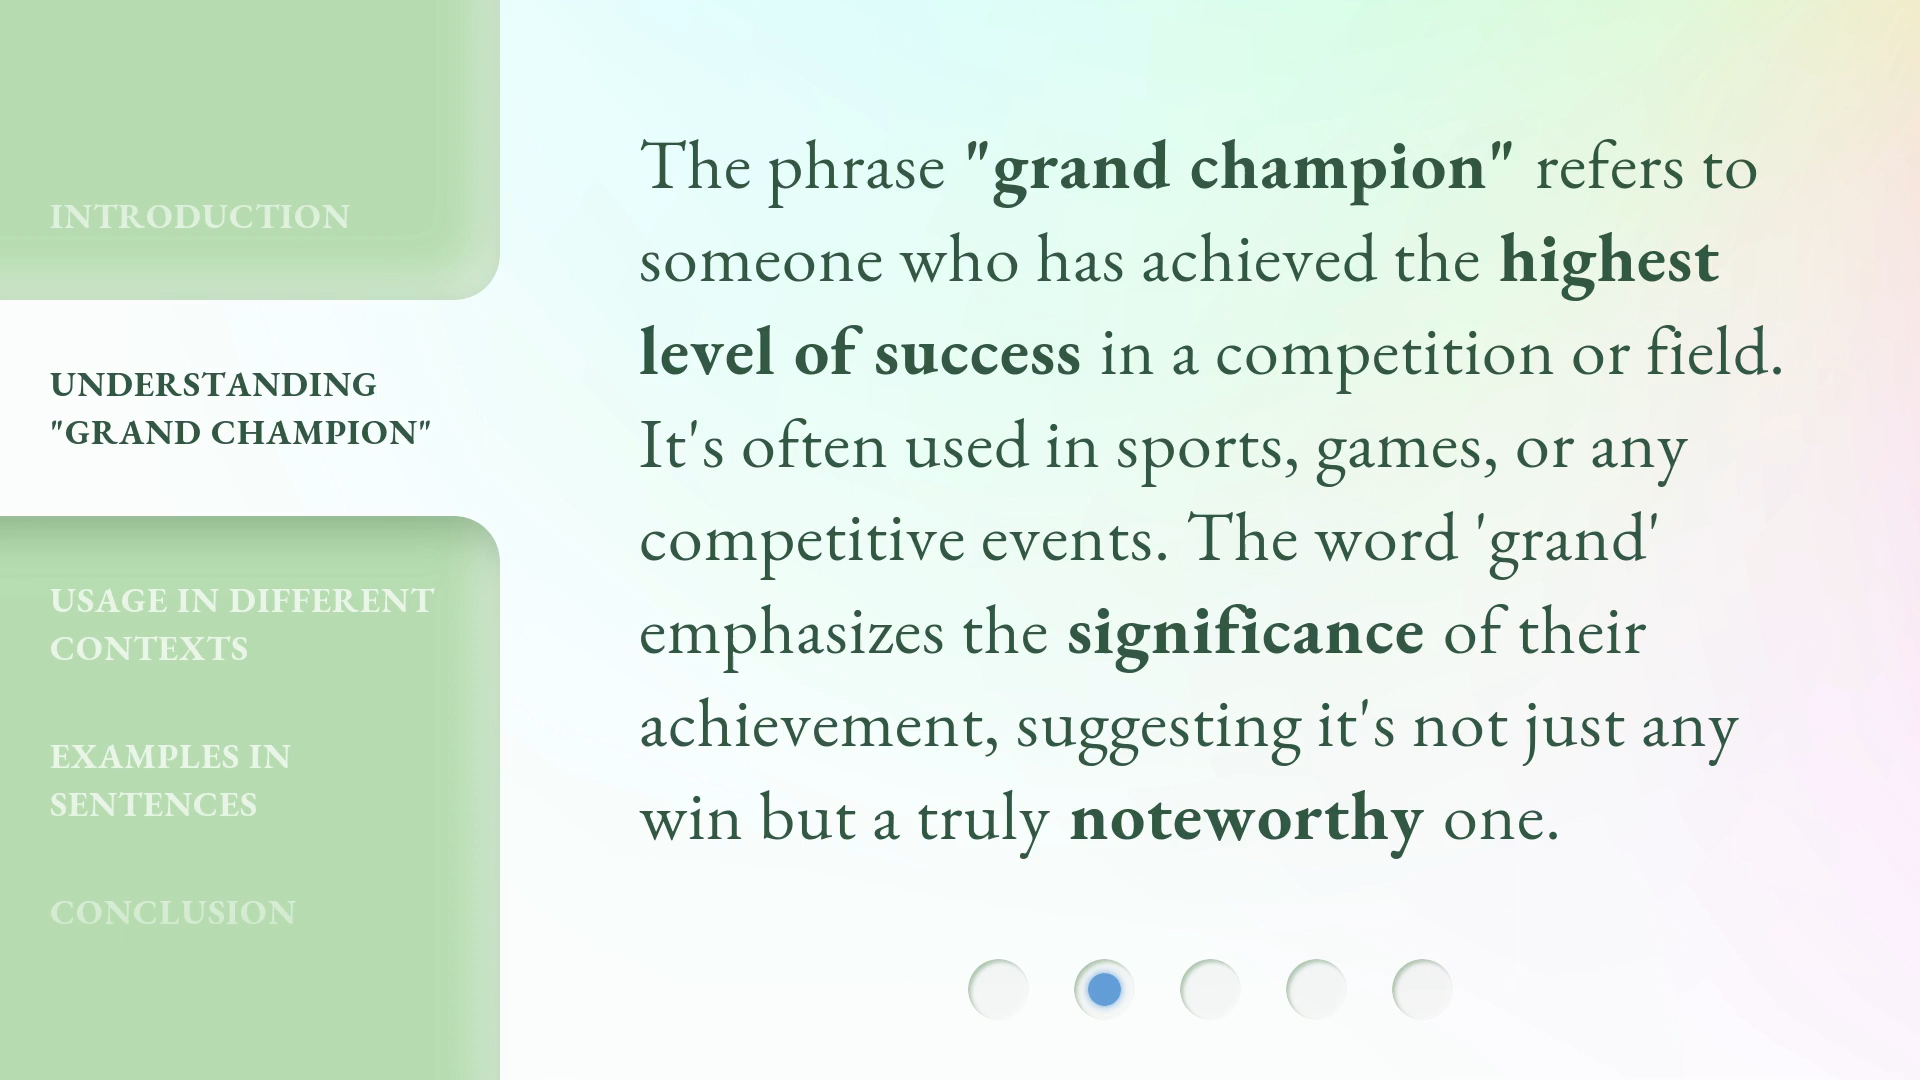 INTRODUCTION
UNDERSTANDING
"GRAND CHAMPION"
USAGE IN DIFFERENT
CONTEXTS
EXAMPLES IN
SENTENCES
CONCLUSION
The phrase "grand champion" refers to
someone who has achieved the highest
level of success in a competition or field.
It's often used in sports, games, or any
competitive events. The word 'grand'
emphasizes the significance of their
achievement, suggesting it's not just any
win but a truly noteworthy one.